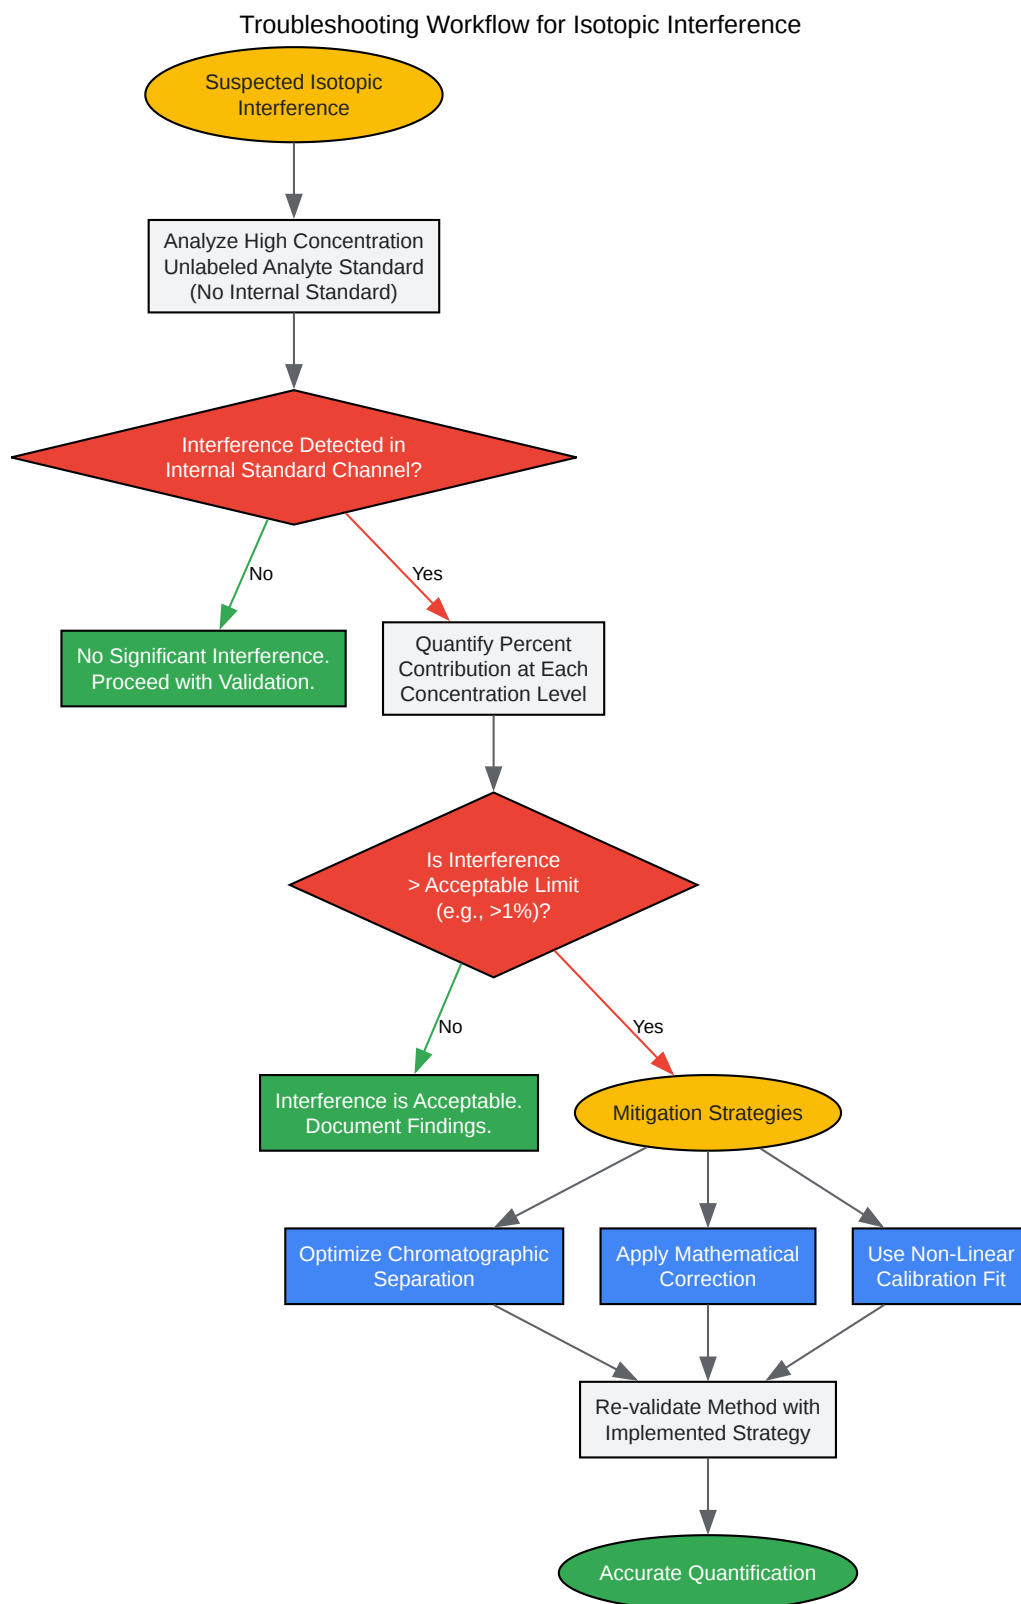 Troubleshooting Workflow for Isotopic Interference
Suspected Isotopic
Interference
Analyze High Concentration
Unlabeled Analyte Standard
(No Internal Standard)
Interference Detected in
Internal Standard Channel?
No
Yes
No Significant Interference.
Proceed with Validation.
Quantify Percent
Contribution at Each
Concentration Level
Is Interference
> Acceptable Limit
(e.g., >1%)?
No
Yes
Interference is Acceptable.
Document Findings.
Mitigation Strategies
Optimize Chromatographic
Separation
Apply Mathematical
Correction
Use Non-Linear
Calibration Fit
Re-validate Method with
Implemented Strategy
Accurate Quantification